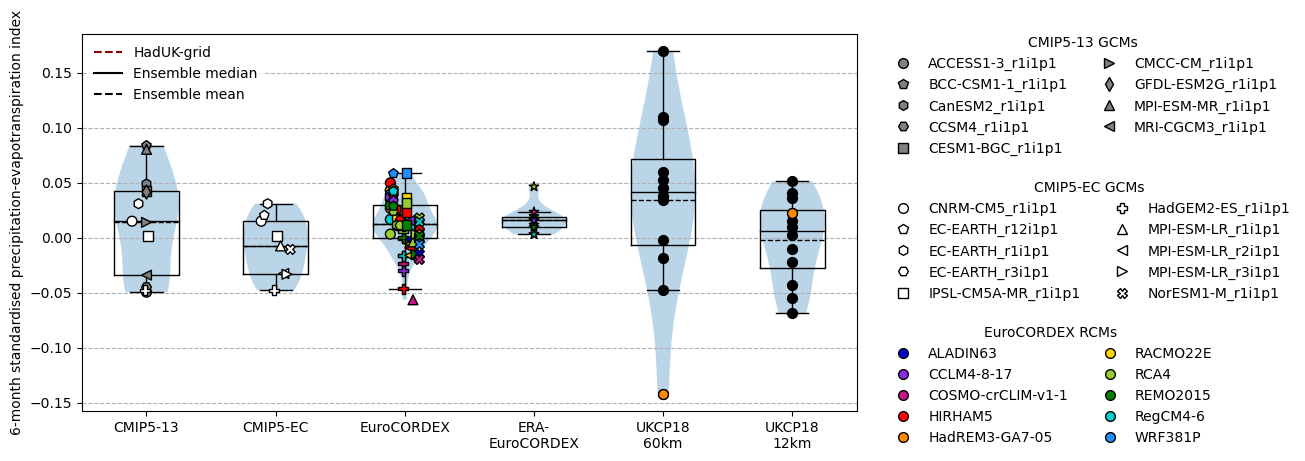 6-month standardised precipitation-evapotranspiration index
0.15
0.10
0.05
0.00
−0.05
−0.10
−0.15
HadUK-grid
Ensemble median
Ensemble mean
CMIP5-13
CMIP5-EC
EuroCORDEX
ERA-
EuroCORDEX
UKCP18
60km
UKCP18
12km
CMIP5-13 GCMs
ACCESS1-3_r1i1p1
BCC-CSM1-1_r1i1p1
CanESM2_r1i1p1
CCSM4_r1i1p1
CESM1-BGC_r1i1p1
CMCC-CM_r1i1p1
GFDL-ESM2G_r1i1p1
MPI-ESM-MR_r1i1p1
MRI-CGCM3_r1i1p1
CMIP5-EC GCMs
CNRM-CM5_r1i1p1
EC-EARTH_r12i1p1
EC-EARTH_r1i1p1
EC-EARTH_r3i1p1
IPSL-CM5A-MR_r1i1p1
HadGEM2-ES_r1i1p1
MPI-ESM-LR_r1i1p1
MPI-ESM-LR_r2i1p1
MPI-ESM-LR_r3i1p1
NorESM1-M_r1i1p1
EuroCORDEX RCMs
ALADIN63
CCLM4-8-17
COSMO-crCLIM-v1-1
HIRHAM5
HadREM3-GA7-05
RACMO22E
RCA4
REMO2015
RegCM4-6
WRF381P